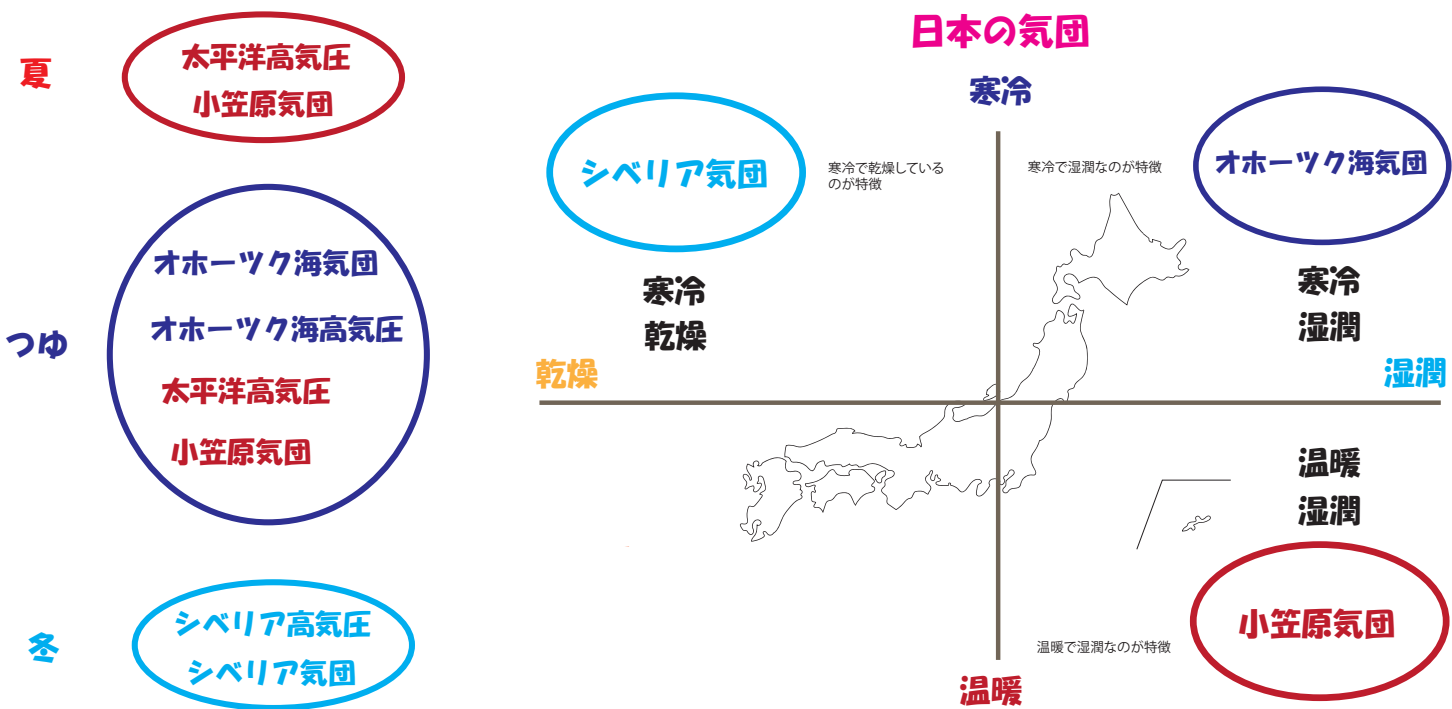 夏
太平洋高気圧
小笠原気団
つゆ
オホーツク海気団
オホーツク海高気圧
太平洋高気圧
小笠原気団
冬
シベリア高気圧
シベリア気団
日本の気団
寒冷
シベリア気団
寒冷で乾燥している
のが特徴
寒冷で湿潤なのが特徴
オホーツク海気団
寒冷
乾燥
寒冷
湿潤
乾燥
湿潤
温暖
湿潤
小笠原気団
温暖で湿潤なのが特徴
温暖